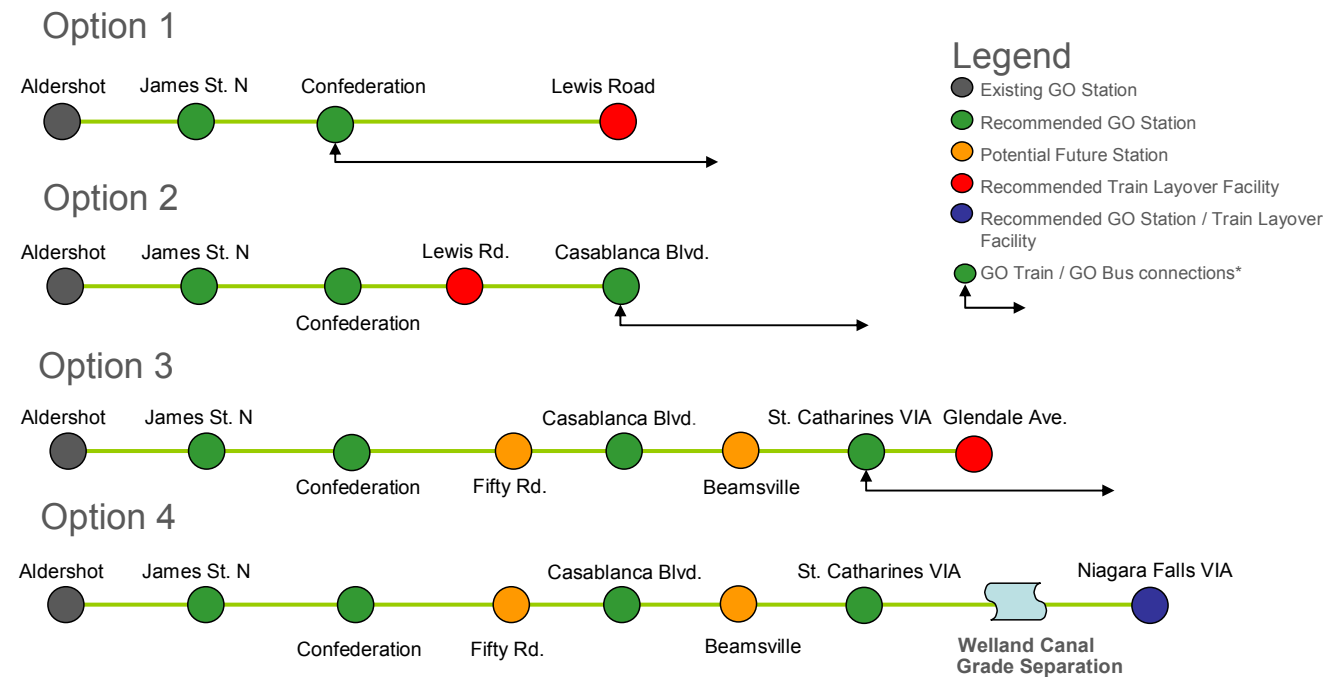 Option 1
Aldershot
James St. N
Confederation
Lewis Road
Legend
Existing GO Station
Recommended GO Station
Potential Future Station
Recommended Train Layover Facility
Recommended GO Station / Train Layover
Facility
GO Train / GO Bus connections*
Option 2
Aldershot
James St. N
Lewis Rd.
Casablanca Blvd.
Confederation
Option 3
Aldershot
James St. N
Casablanca Blvd.
St. Catharines VIA
Glendale Ave.
Confederation
Fifty Rd.
Beamsville
Option 4
Aldershot
James St. N
Casablanca Blvd.
St. Catharines VIA
Niagara Falls VIA
Confederation
Fifty Rd.
Beamsville
Welland Canal
Grade Separation